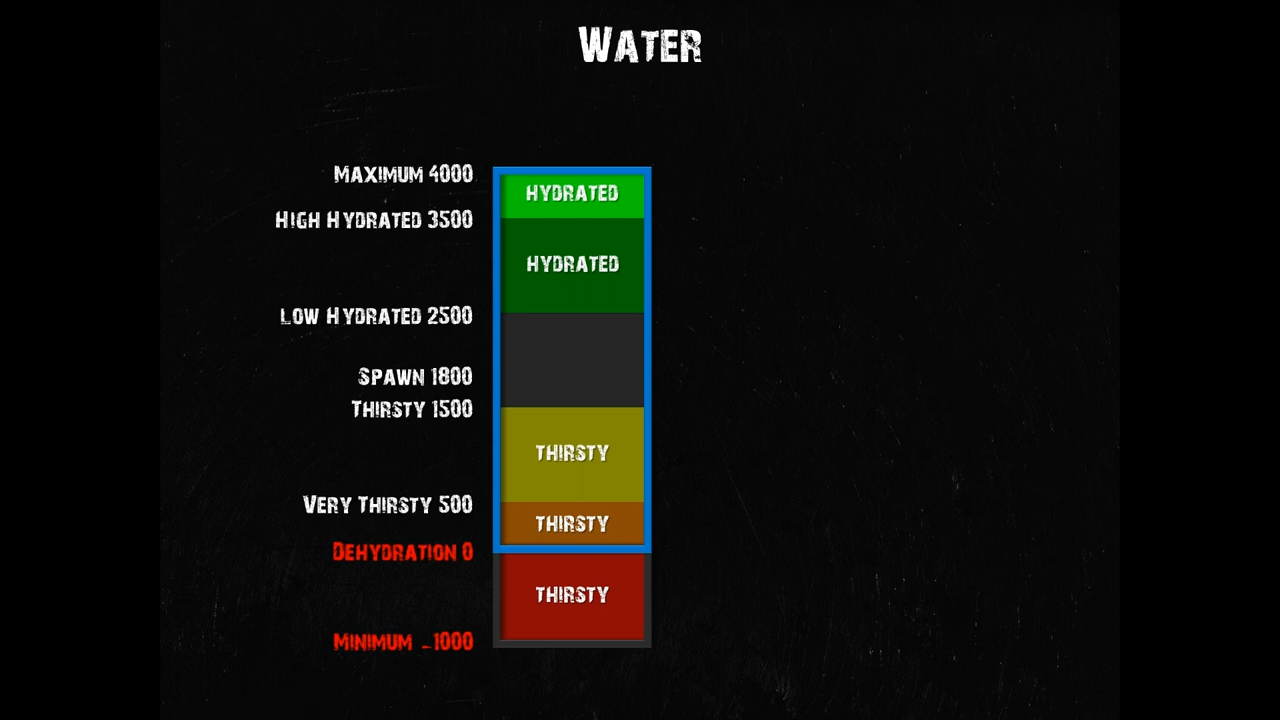 Water
Maximum 4000
Hydrated
High Hydrated 3500
Hydrated
Low Hydrated 2500
Spawn 1800
Thirsty 1500
Thirsty
Very Thirsty 500
Thirsty
Dehydration 0
Thirsty
Minimum -1000